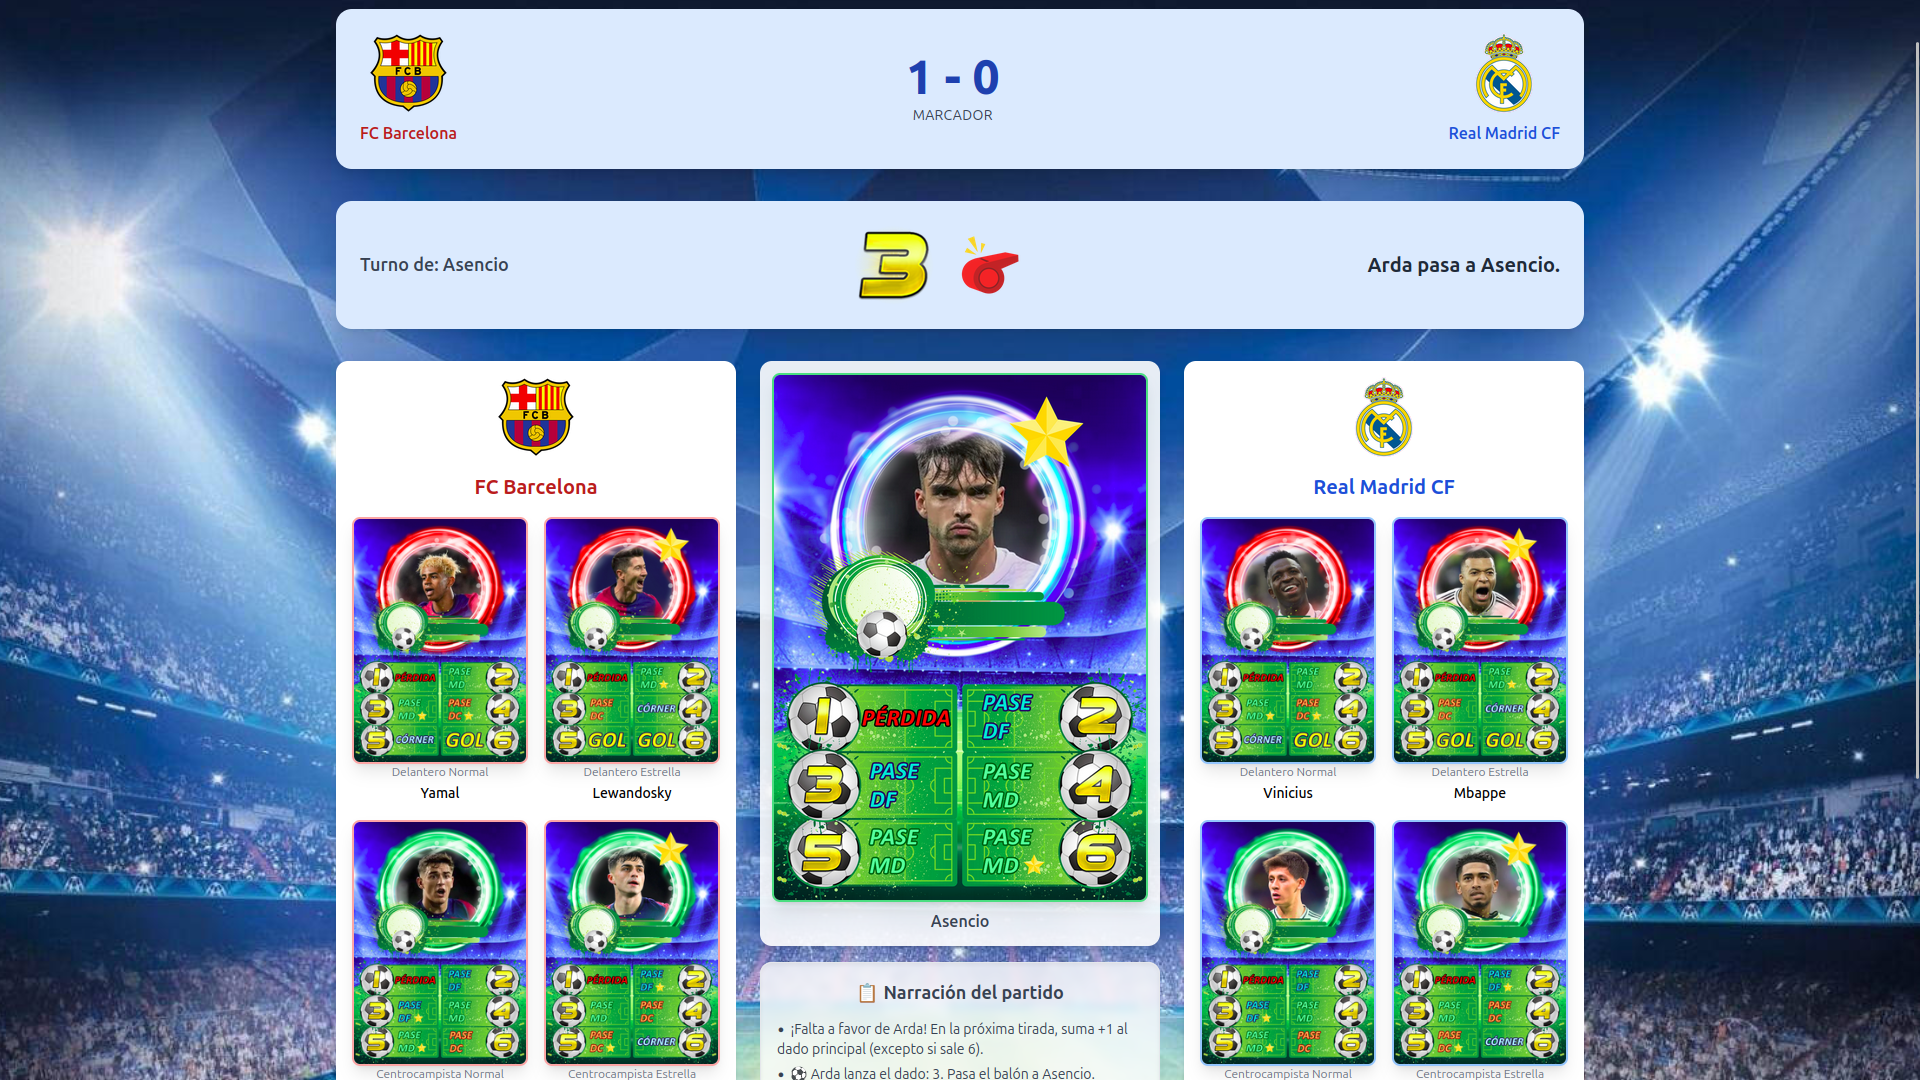 FCB
FC Barcelona
1 - 0
MARCADOR
Real Madrid CF
Turno de: Asencio
3
Arda pasa a Asencio.
FCB
FC Barcelona
1 PÉRDIDA PASE MD 2
3 PASE MD PASE DC 4
5 CÓRNER GOL 6
Delantero Normal
Yamal
1 PÉRDIDA PASE MD 2
3 PASE DC CÓRNER 4
5 GOL GOL 6
Delantero Estrella
Lewandosky
1 PÉRDIDA PASE DF 2
3 PASE DF PASE MD 4
5 PASE MD PASE DC 6
Centrocampista Normal
1 PÉRDIDA PASE DF 2
3 PASE MD PASE DC 4
5 PASE DC CÓRNER 6
Centrocampista Estrella
1 PÉRDIDA PASE DF 2
3 PASE DF PASE MD 4
5 PASE MD PASE MD 6
Asencio
Narración del partido
• ¡Falta a favor de Arda! En la próxima tirada, suma +1 al
dado principal (excepto si sale 6).
• Arda lanza el dado: 3. Pasa el balón a Asencio.
Real Madrid CF
1 PÉRDIDA PASE MD 2
3 PASE MD PASE DC 4
5 CÓRNER GOL 6
Delantero Normal
Vinicius
1 PÉRDIDA PASE MD 2
3 PASE DC CÓRNER 4
5 GOL GOL 6
Delantero Estrella
Mbappe
1 PÉRDIDA PASE DF 2
3 PASE DF PASE MD 4
5 PASE MD PASE DC 6
Centrocampista Normal
1 PÉRDIDA PASE DF 2
3 PASE MD PASE DC 4
5 PASE DC CÓRNER 6
Centrocampista Estrella